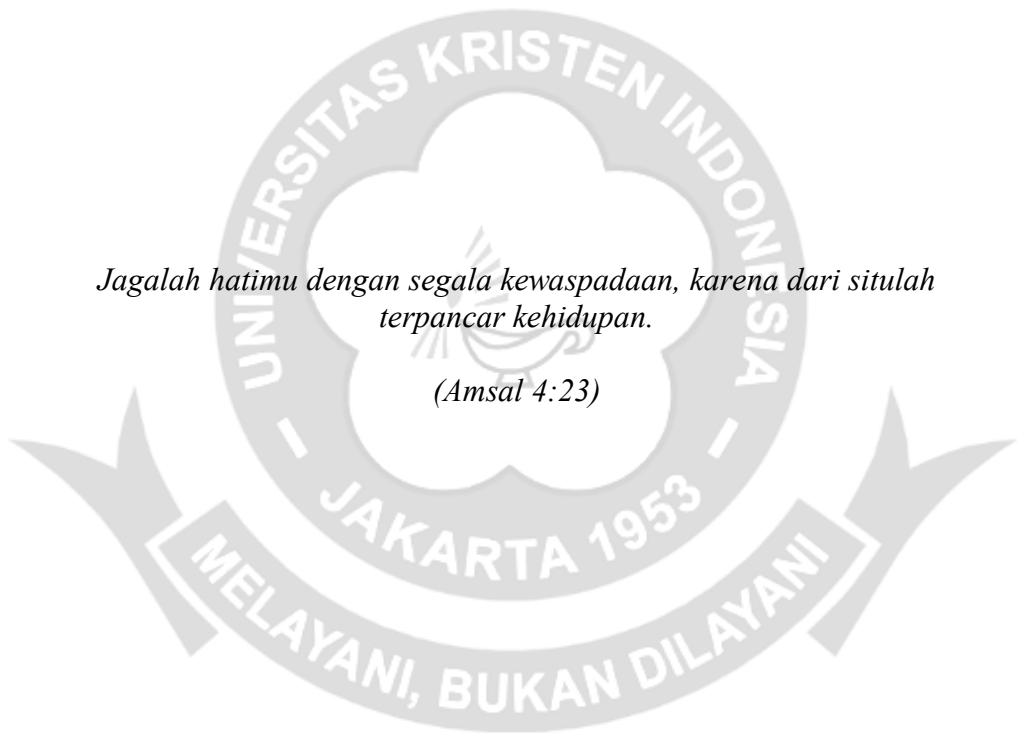 UNIVERSITAS KRISTEN INDONESIA
Jagalah hatimu dengan segala kewaspadaan, karena dari situlah
terpancar kehidupan.
(Amsal 4:23)
JAKARTA 1953
MELAYANI, BUKAN DILAYANI